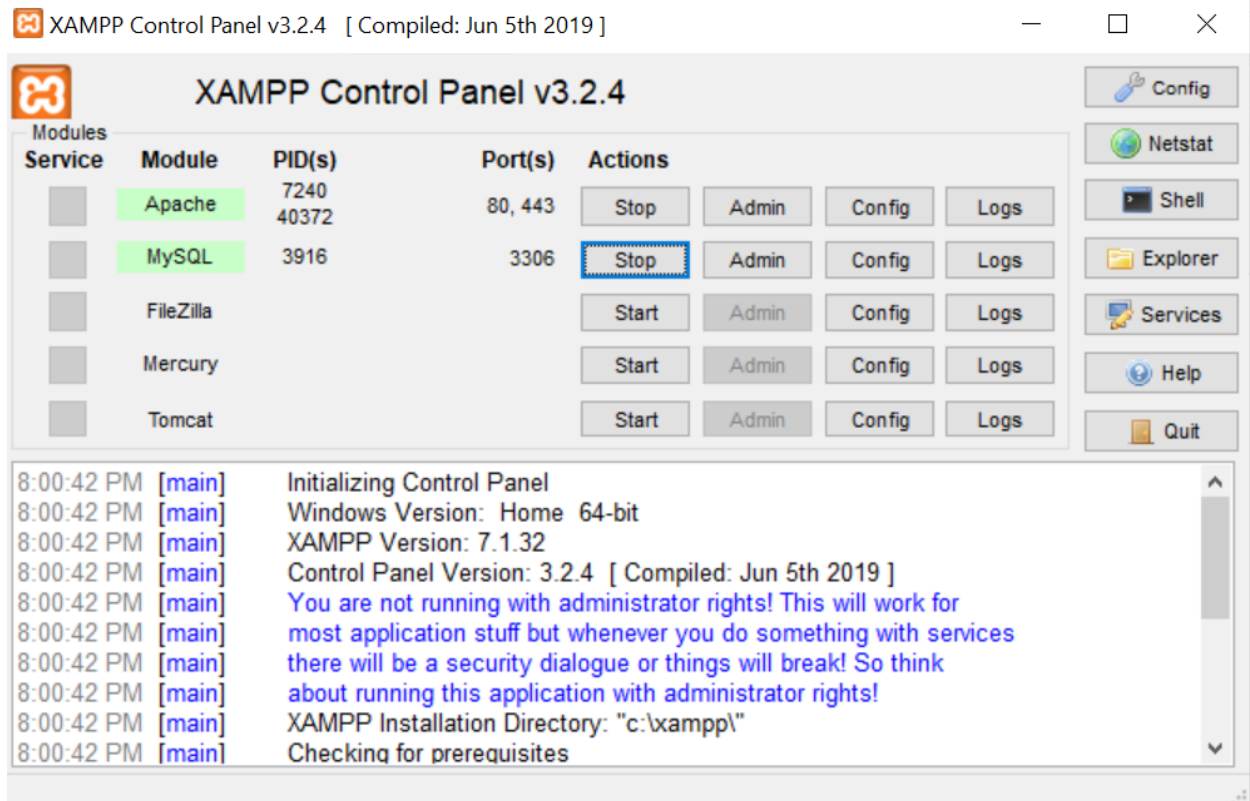 XAMPP Control Panel v3.2.4 [ Compiled: Jun 5th 2019 ]
XAMPP Control Panel v3.2.4
Config
Modules
Service Module PID(s) Port(s) Actions
Netstat
Apache 7240 40372 80, 443 Stop Admin Config Logs
Shell
MySQL 3916 3306 Stop Admin Config Logs
Explorer
FileZilla Start Admin Config Logs
Services
Mercury Start Admin Config Logs
Help
Tomcat Start Admin Config Logs
Quit
8:00:42 PM [main] Initializing Control Panel
8:00:42 PM [main] Windows Version: Home 64-bit
8:00:42 PM [main] XAMPP Version: 7.1.32
8:00:42 PM [main] Control Panel Version: 3.2.4 [ Compiled: Jun 5th 2019 ]
8:00:42 PM [main] You are not running with administrator rights! This will work for
8:00:42 PM [main] most application stuff but whenever you do something with services
8:00:42 PM [main] there will be a security dialogue or things will break! So think
8:00:42 PM [main] about running this application with administrator rights!
8:00:42 PM [main] XAMPP Installation Directory: "c:\xampp\"
8:00:42 PM [main] Checking for prerequisites